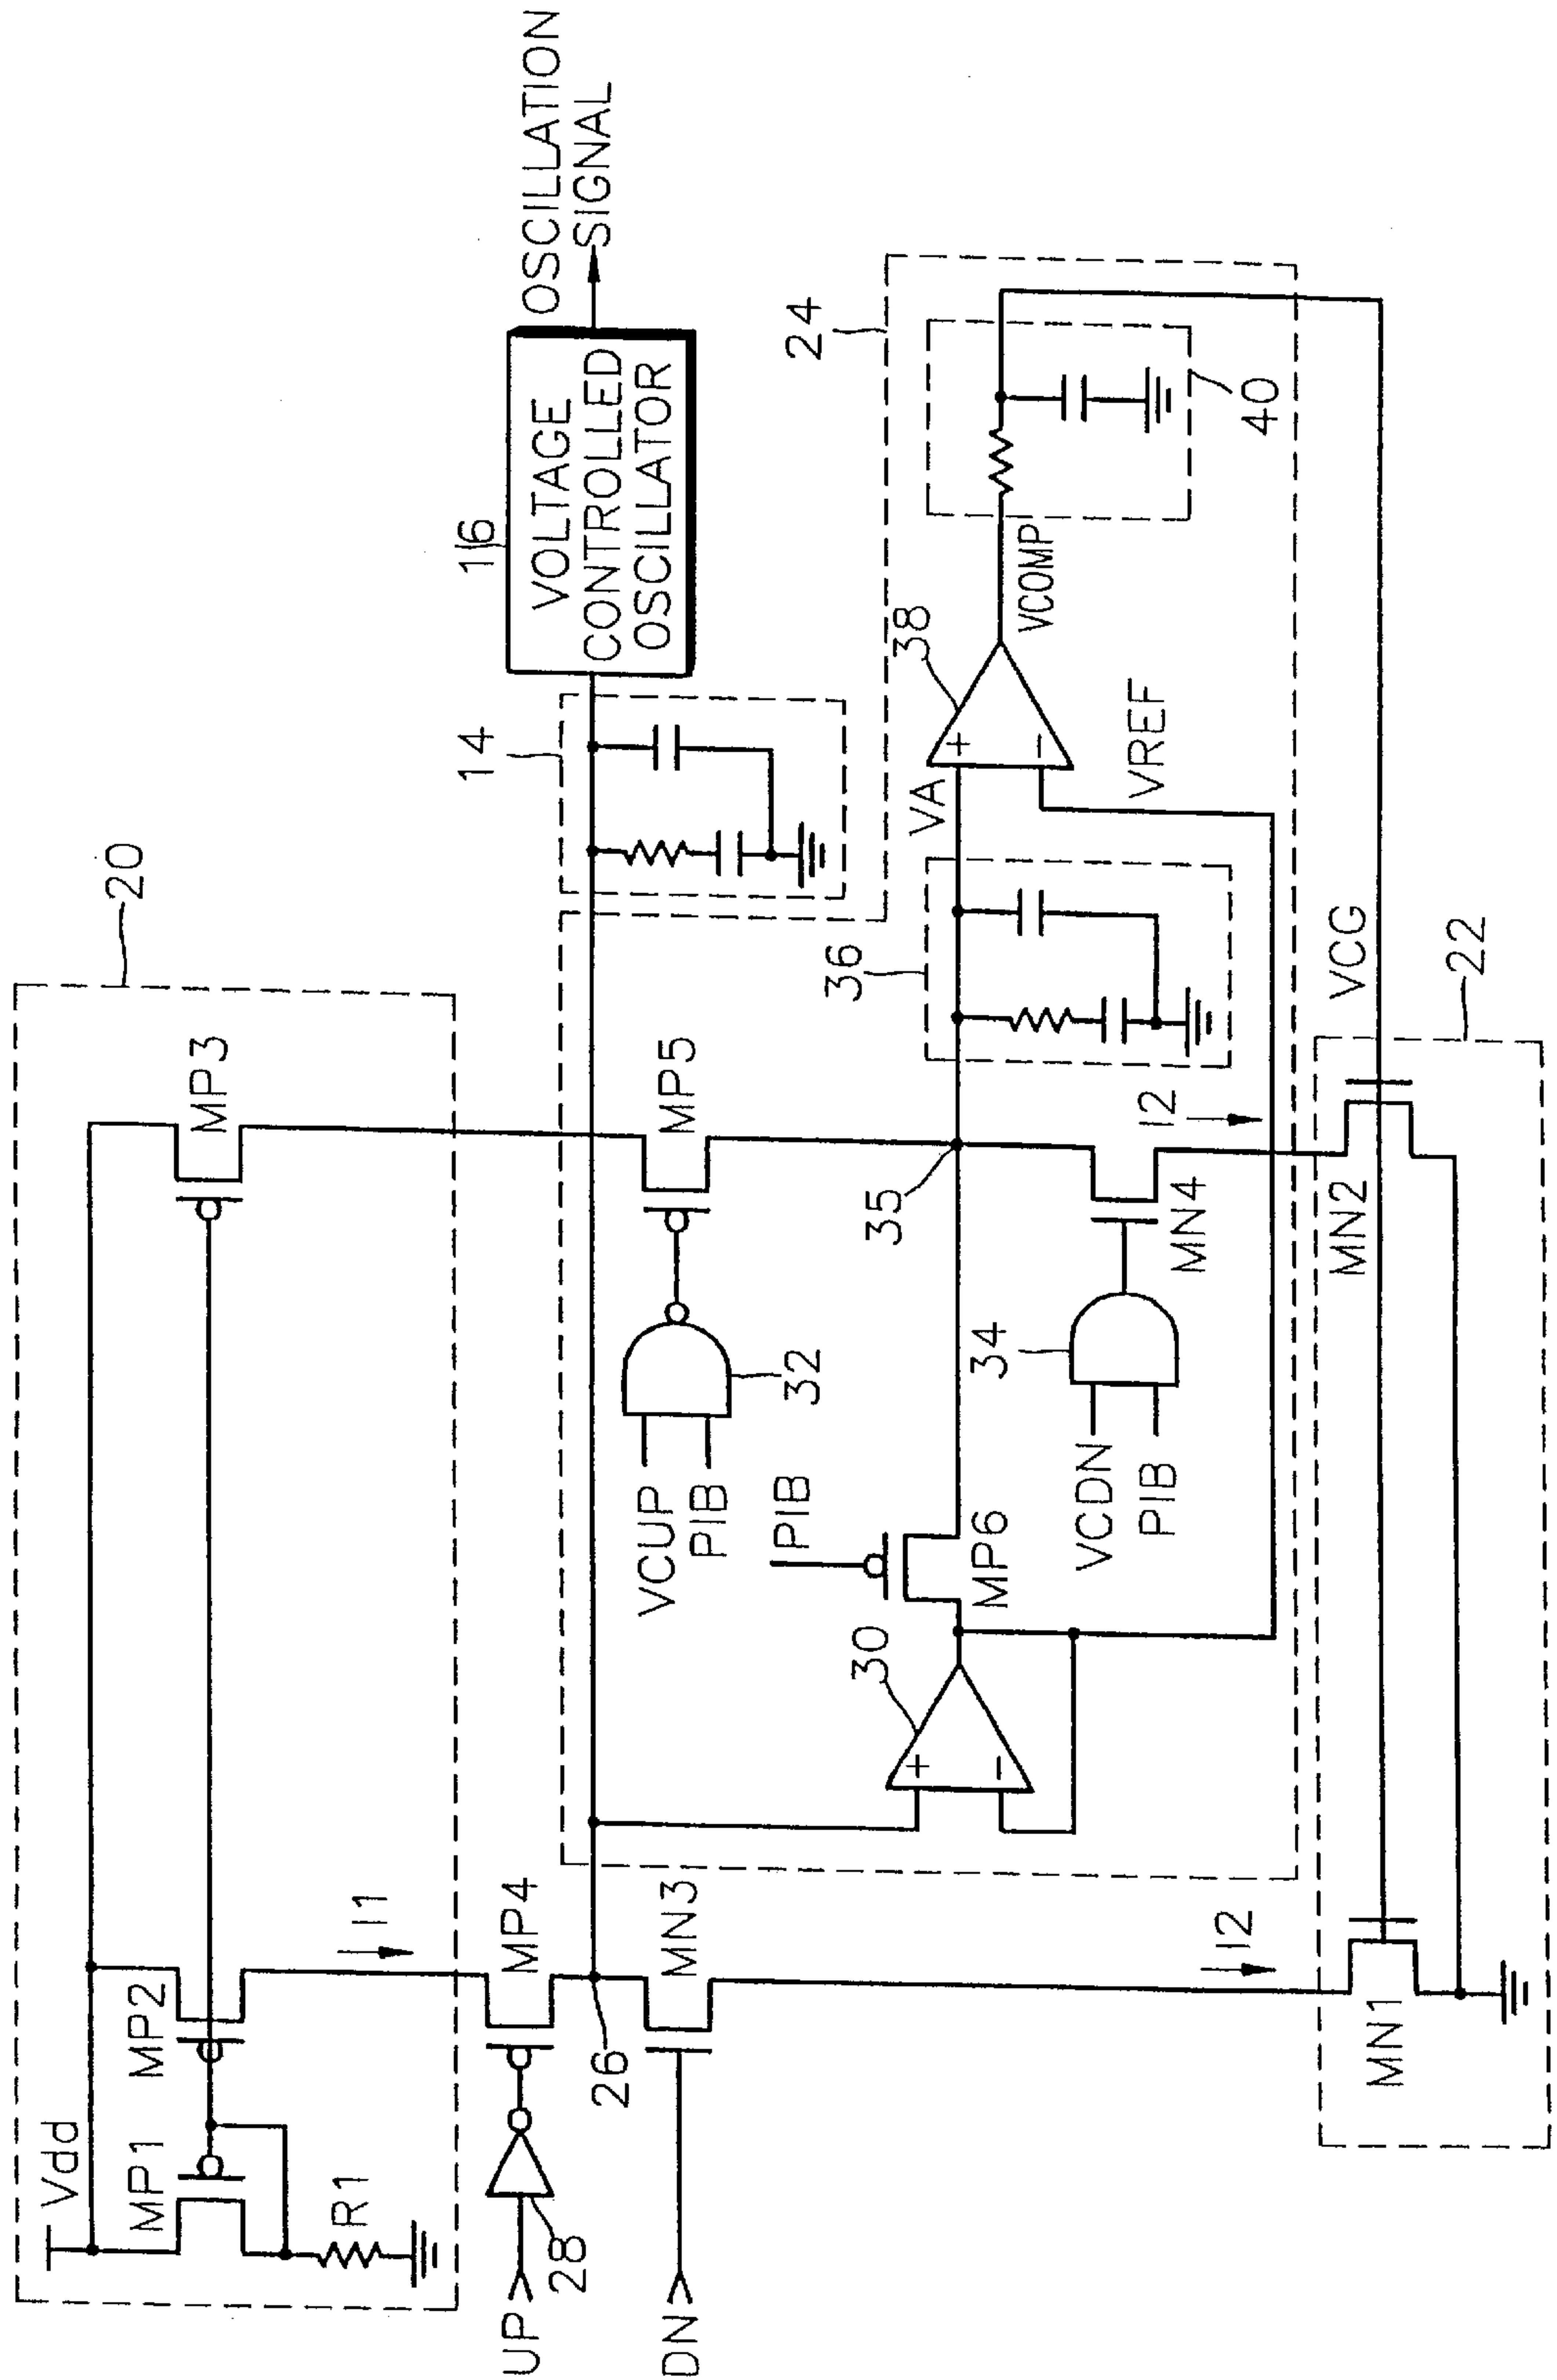 20
Vdd
MP1
MP2
MP3
R1
I1
UP
28
MP4
26
DN
MN3
I2
14
16
VOLTAGE
CONTROLLED
OSCILLATOR
OSCILLATION
SIGNAL
24
VCUP
PIB
32
MP5
PIB
30
+
−
MP6
35
36
VA
38
+
−
VREF
VCOMP
40
VCDN
PIB
34
MN4
I2
VCG
MN1
MN2
22